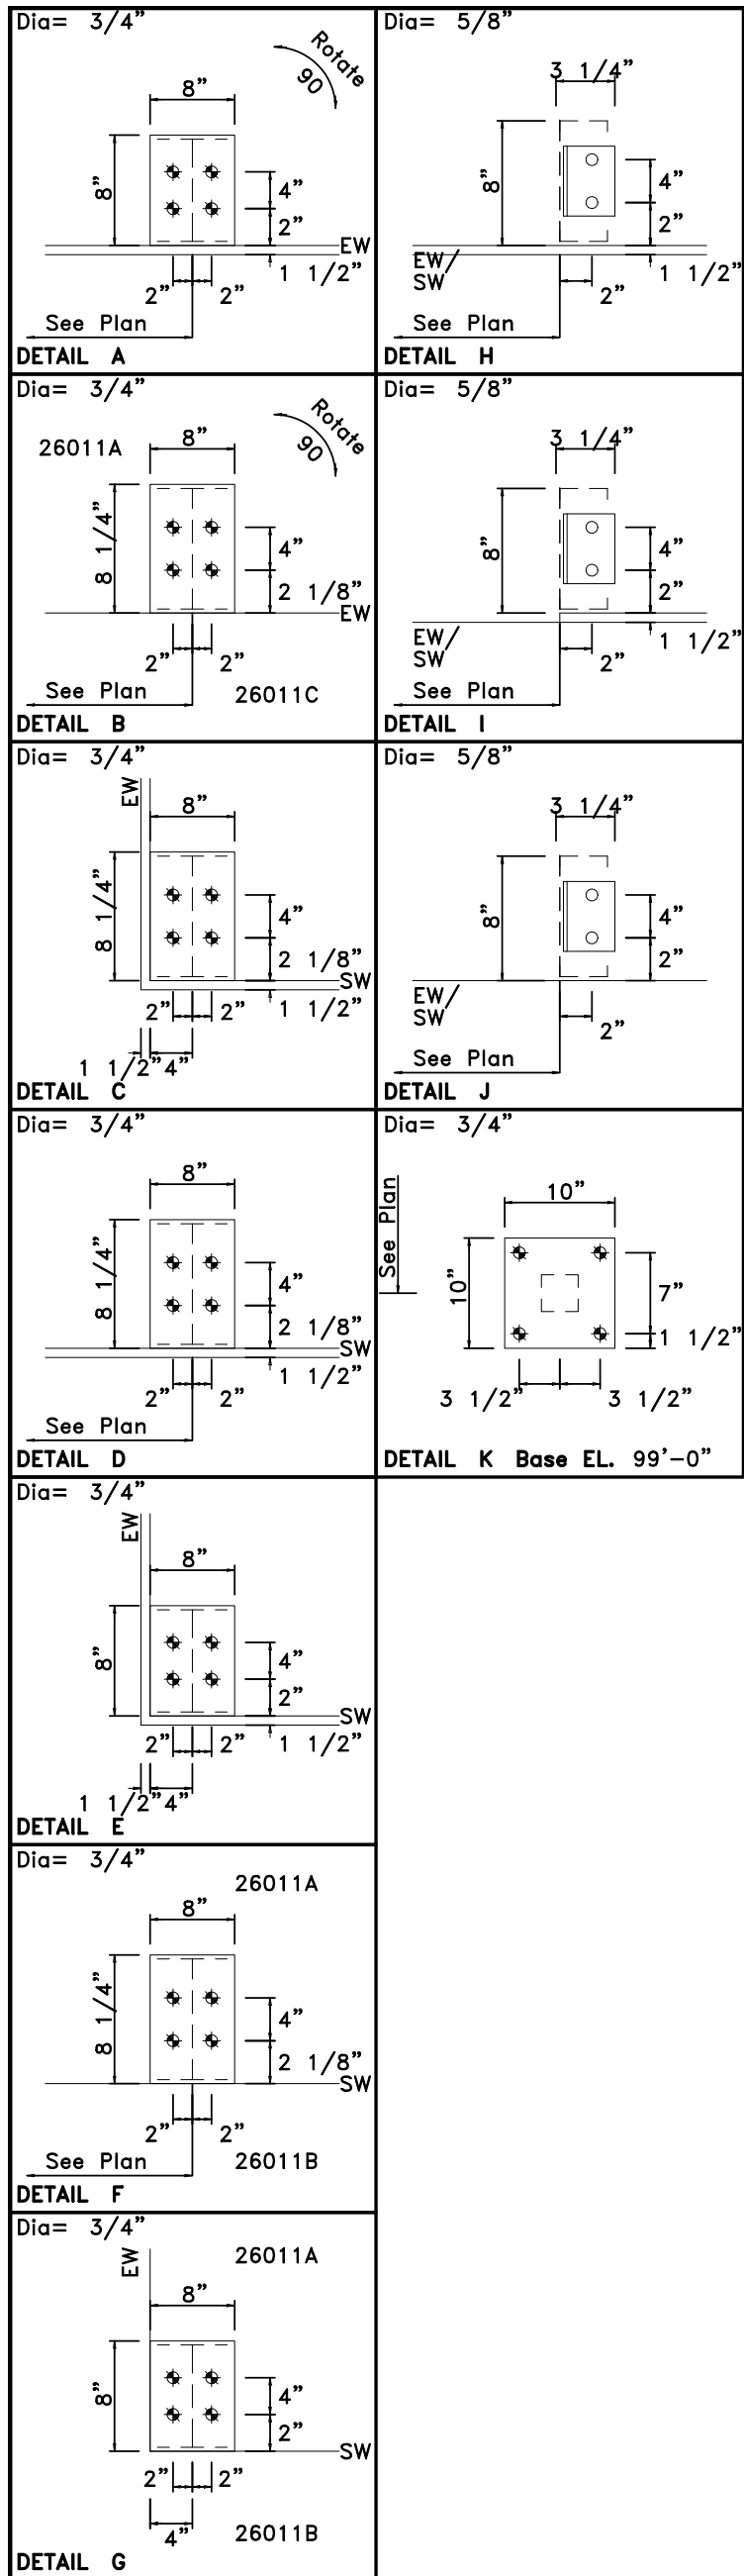 Dia= 3/4”
Rotate
90
8”
8”
4”
2”
EW
1 1/2”
2” 2”
See Plan
DETAIL A
Dia= 3/4”
Rotate
90
26011A
8”
8 1/4”
4”
2 1/8”
EW
2” 2”
See Plan
26011C
DETAIL B
Dia= 3/4”
EW
8”
8 1/4”
4”
2 1/8”
SW
2” 2”
1 1/2”
1 1/2” 4”
DETAIL C
Dia= 3/4”
8”
8 1/4”
4”
2 1/8”
SW
1 1/2”
2” 2”
See Plan
DETAIL D
Dia= 3/4”
EW
8”
8”
4”
2”
SW
2” 2”
1 1/2”
1 1/2” 4”
DETAIL E
Dia= 3/4”
26011A
8”
8 1/4”
4”
2 1/8”
SW
2” 2”
See Plan
26011B
DETAIL F
Dia= 3/4”
EW
26011A
8”
8”
4”
2”
SW
2” 2”
4”
26011B
DETAIL G
Dia= 5/8”
3 1/4”
8”
4”
2”
EW/
SW
1 1/2”
2”
See Plan
DETAIL H
Dia= 5/8”
3 1/4”
8”
4”
2”
EW/
SW
1 1/2”
2”
See Plan
DETAIL I
Dia= 5/8”
3 1/4”
8”
4”
2”
EW/
SW
2”
See Plan
DETAIL J
Dia= 3/4”
See Plan
10”
10”
7”
1 1/2”
3 1/2” 3 1/2”
DETAIL K Base EL. 99’-0”